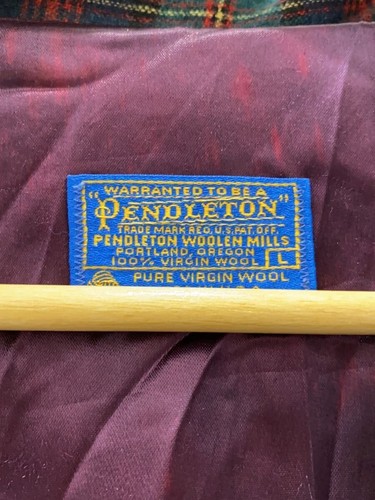 WARRANTED TO BE A
"PENDLETON"
TRADE MARK REG. U.S. PAT. OFF.
PENDLETON WOOLEN MILLS
PORTLAND, OREGON
100% VIRGIN WOOL L
PURE VIRGIN WOOL